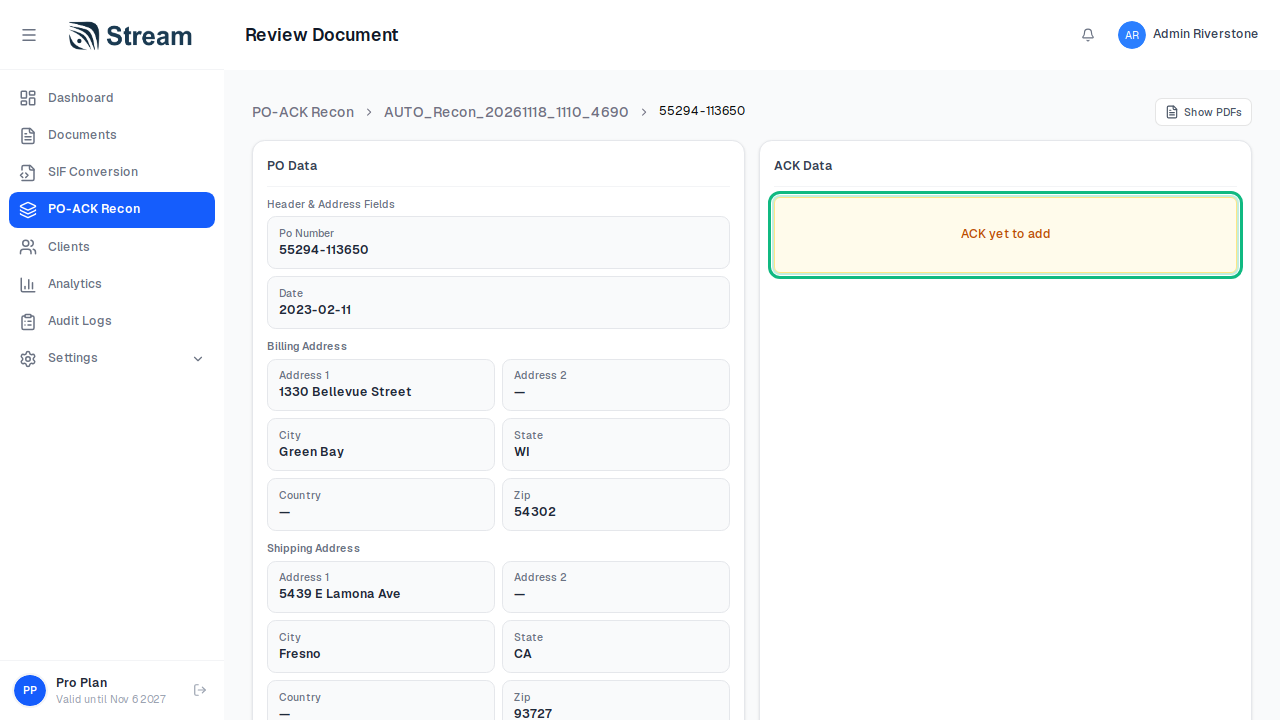 Stream
Review Document
AR
Admin Riverstone
Dashboard
Documents
SIF Conversion
PO-ACK Recon
Clients
Analytics
Audit Logs
Settings
PP
Pro Plan
Valid until Nov 6 2027
PO-ACK Recon > AUTO_Recon_20261118_1110_4690 > 55294-113650
Show PDFs
PO Data
Header & Address Fields
Po Number
55294-113650
Date
2023-02-11
Billing Address
Address 1
1330 Bellevue Street
Address 2
—
City
Green Bay
State
WI
Country
—
Zip
54302
Shipping Address
Address 1
5439 E Lamona Ave
Address 2
—
City
Fresno
State
CA
Country
—
Zip
93727
ACK Data
ACK yet to add